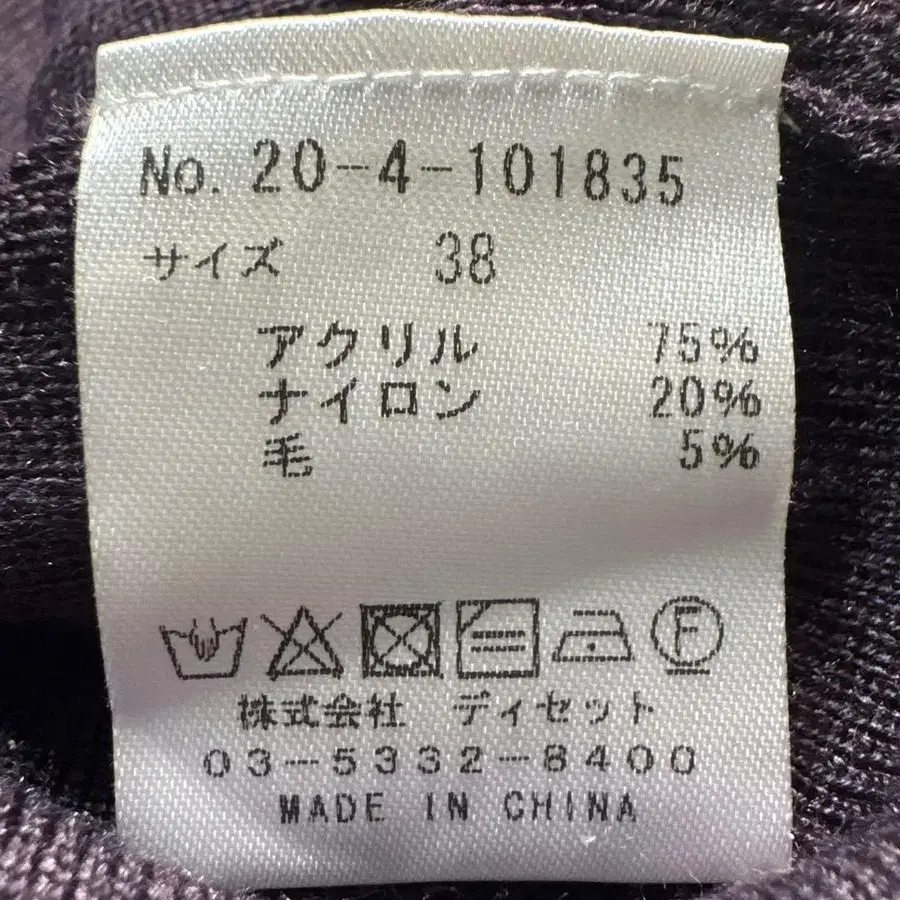 No. 20-4-101835
サイズ 38
アクリル 75%
ナイロン 20%
毛 5%
F
株式会社 ディセット
03-5332-8400
MADE IN CHINA